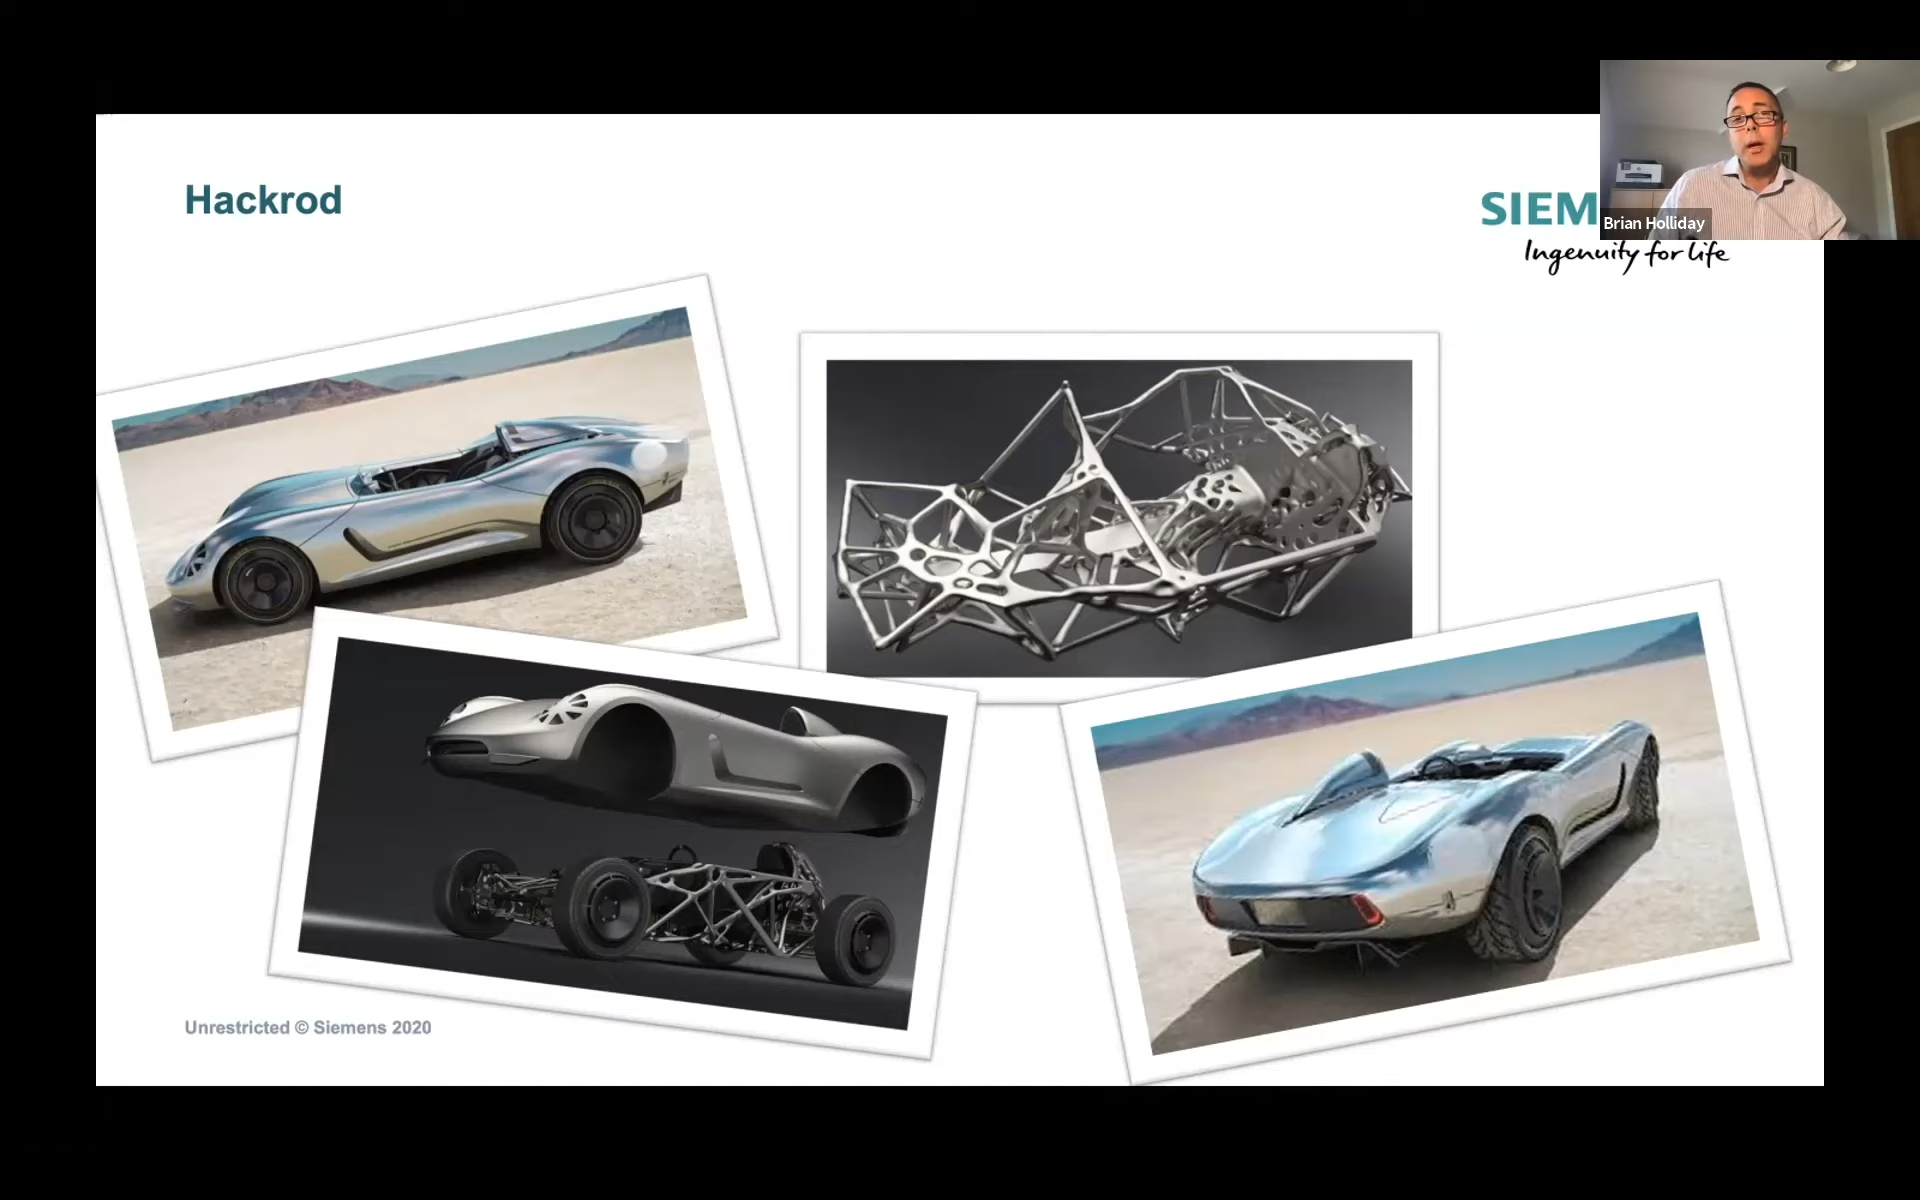 Hackrod
SIEM
Brian Holliday
Ingenuity for life
Unrestricted © Siemens 2020